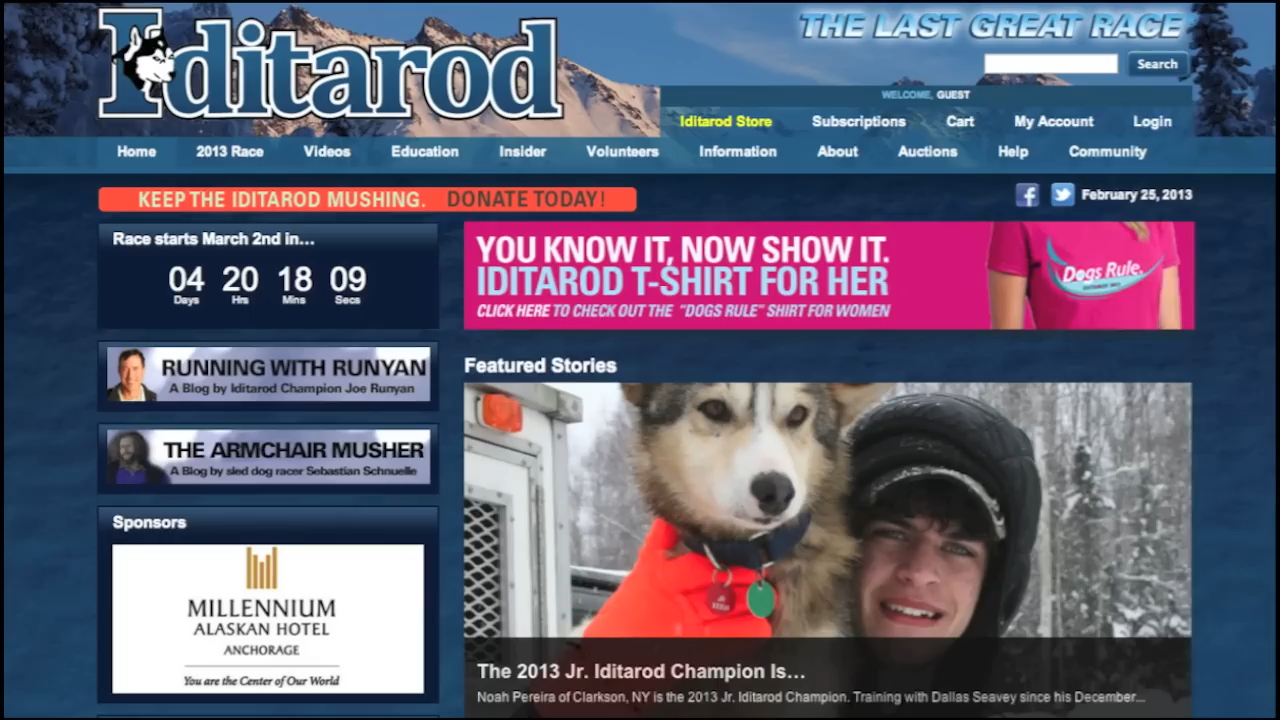 Iditarod
THE LAST GREAT RACE
Search
WELCOME, GUEST
Iditarod Store Subscriptions Cart My Account Login
Home 2013 Race Videos Education Insider Volunteers Information About Auctions Help Community
KEEP THE IDITAROD MUSHING. DONATE TODAY!
February 25, 2013
Race starts March 2nd in...
04 20 18 09
Days Hrs Mins Secs
YOU KNOW IT, NOW SHOW IT.
IDITAROD T-SHIRT FOR HER
CLICK HERE TO CHECK OUT THE "DOGS RULE" SHIRT FOR WOMEN
Dogs Rule.
RUNNING WITH RUNYAN
A Blog by Iditarod Champion Joe Runyan
THE ARMCHAIR MUSHER
A Blog by sled dog racer Sebastian Schnuelle
Sponsors
MILLENNIUM
ALASKAN HOTEL
ANCHORAGE
You are the Center of Our World
Featured Stories
The 2013 Jr. Iditarod Champion Is...
Noah Pereira of Clarkson, NY is the 2013 Jr. Iditarod Champion. Training with Dallas Seavey since his December...